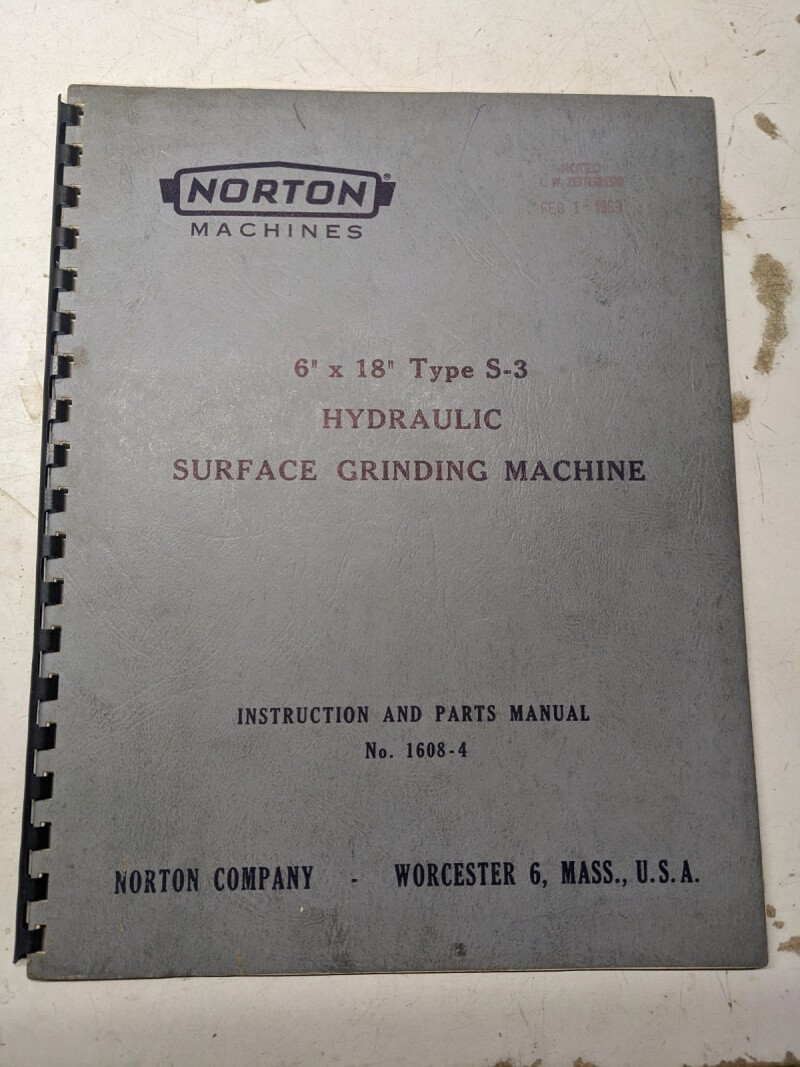 NORTON®
MACHINES
NOTED
FEB 1 - 1963
6" x 18" Type S-3
HYDRAULIC
SURFACE GRINDING MACHINE
INSTRUCTION AND PARTS MANUAL
No. 1608-4
NORTON COMPANY - WORCESTER 6, MASS., U.S.A.